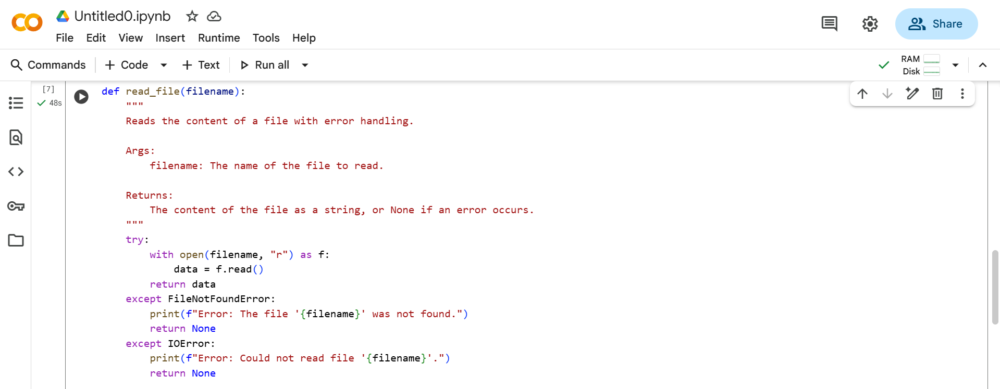 Untitled0.ipynb
File Edit View Insert Runtime Tools Help
Share
Commands + Code + Text Run all
RAM
Disk
[7]
48s
def read_file(filename):
    """
    Reads the content of a file with error handling.

    Args:
        filename: The name of the file to read.

    Returns:
        The content of the file as a string, or None if an error occurs.
    """
    try:
        with open(filename, "r") as f:
            data = f.read()
        return data
    except FileNotFoundError:
        print(f"Error: The file '{filename}' was not found.")
        return None
    except IOError:
        print(f"Error: Could not read file '{filename}'.")
        return None